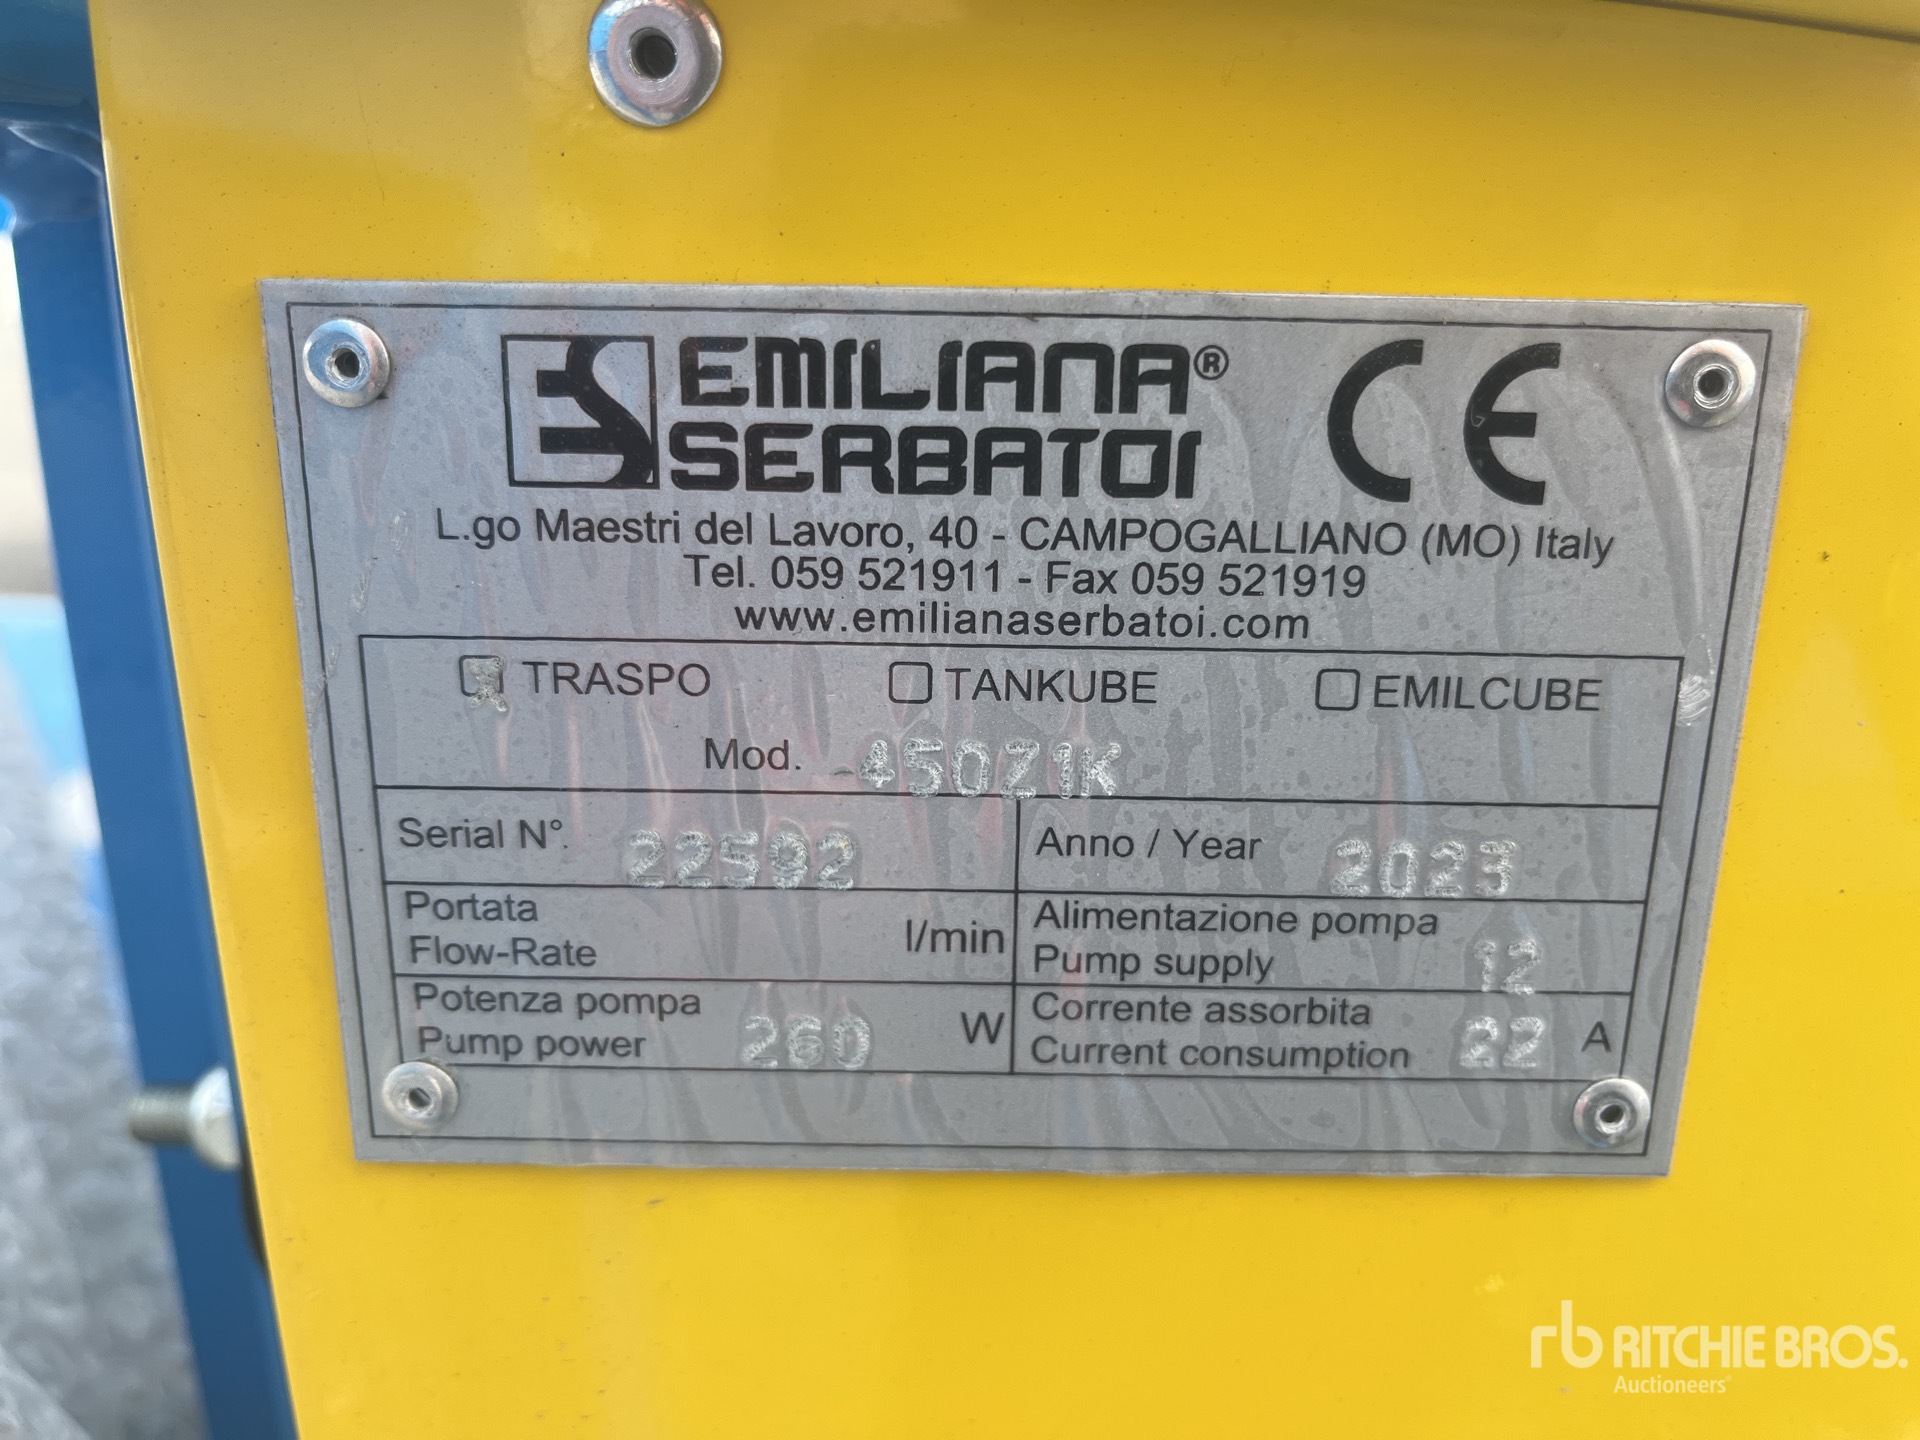 EMILIANA®
SERBATOI
CE
L.go Maestri del Lavoro, 40 - CAMPOGALLIANO (MO) Italy
Tel. 059 521911 - Fax 059 521919
www.emilianaserbatoi.com
TRASPO TANKUBE EMILCUBE
Mod. 450Z1K
Serial N°. 22592 Anno / Year 2023
Portata
Flow-Rate l/min
Alimentazione pompa
Pump supply 12
Potenza pompa
Pump power 260 W
Corrente assorbita
Current consumption 22 A
rb RITCHIE BROS.
Auctioneers